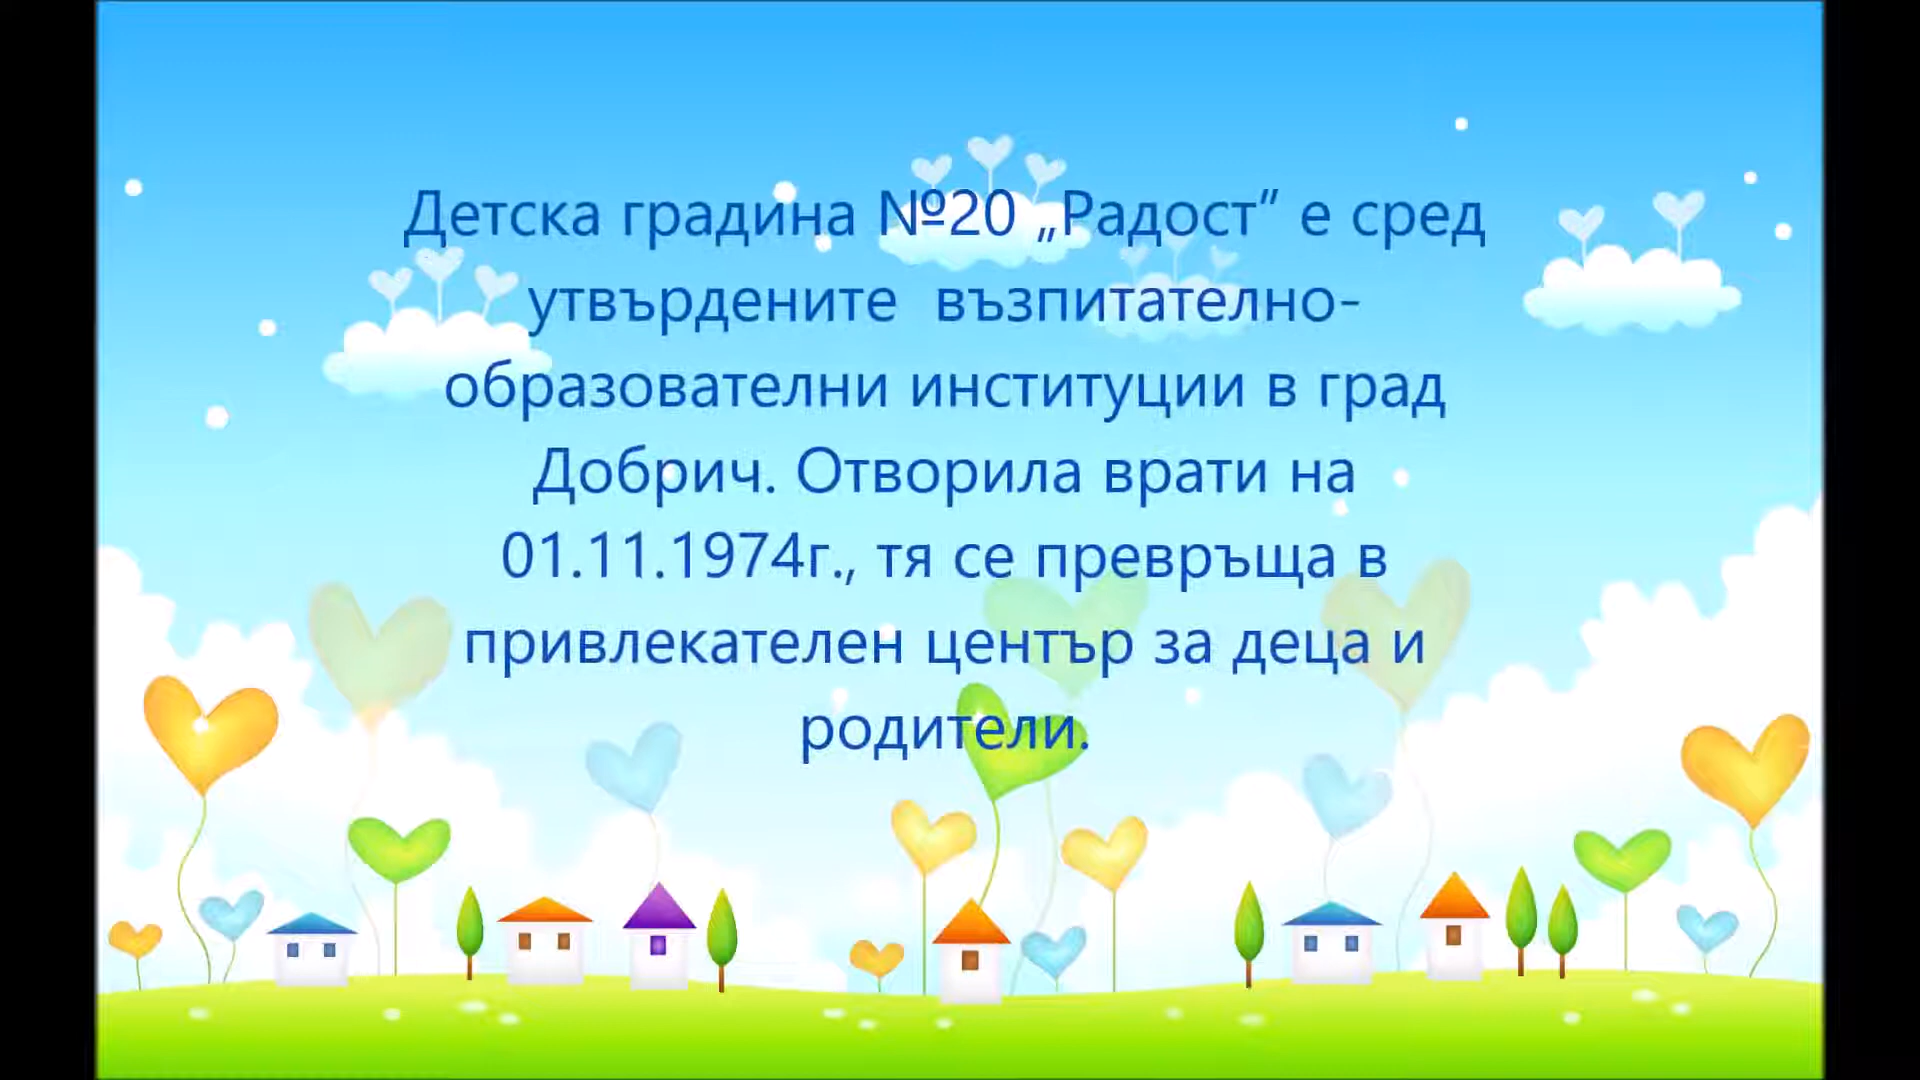 Детска градина №20 „Радост” е сред
утвърдените  възпитателно-
образователни институции в град
Добрич. Отворила врати на
01.11.1974г., тя се превръща в
привлекателен център за деца и
родители.